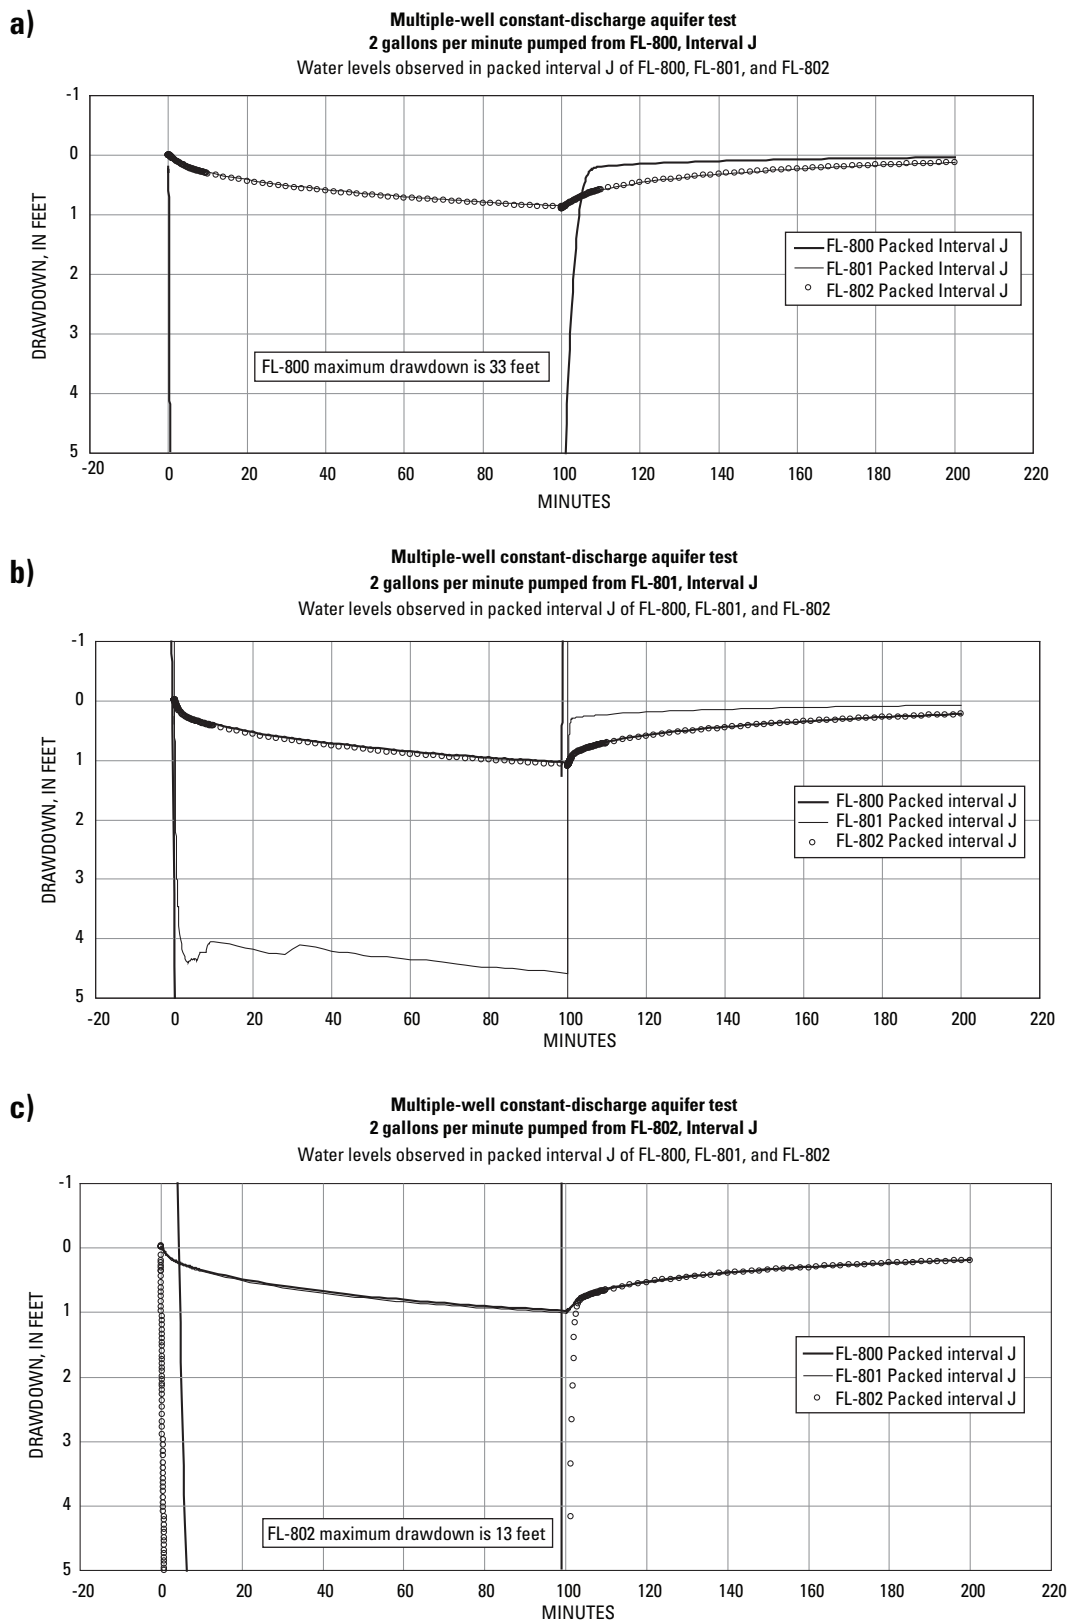 a)
Multiple-well constant-discharge aquifer test
2 gallons per minute pumped from FL-800, Interval J
Water levels observed in packed interval J of FL-800, FL-801, and FL-802
-1
0
1
2
3
4
5
DRAWDOWN, IN FEET
FL-800 Packed Interval J
FL-801 Packed Interval J
FL-802 Packed Interval J
FL-800 maximum drawdown is 33 feet
-20 0 20 40 60 80 100 120 140 160 180 200 220
MINUTES
b)
Multiple-well constant-discharge aquifer test
2 gallons per minute pumped from FL-801, Interval J
Water levels observed in packed interval J of FL-800, FL-801, and FL-802
-1
0
1
2
3
4
5
DRAWDOWN, IN FEET
FL-800 Packed interval J
FL-801 Packed interval J
FL-802 Packed interval J
-20 0 20 40 60 80 100 120 140 160 180 200 220
MINUTES
c)
Multiple-well constant-discharge aquifer test
2 gallons per minute pumped from FL-802, Interval J
Water levels observed in packed interval J of FL-800, FL-801, and FL-802
-1
0
1
2
3
4
5
DRAWDOWN, IN FEET
FL-800 Packed interval J
FL-801 Packed interval J
FL-802 Packed interval J
FL-802 maximum drawdown is 13 feet
-20 0 20 40 60 80 100 120 140 160 180 200 220
MINUTES